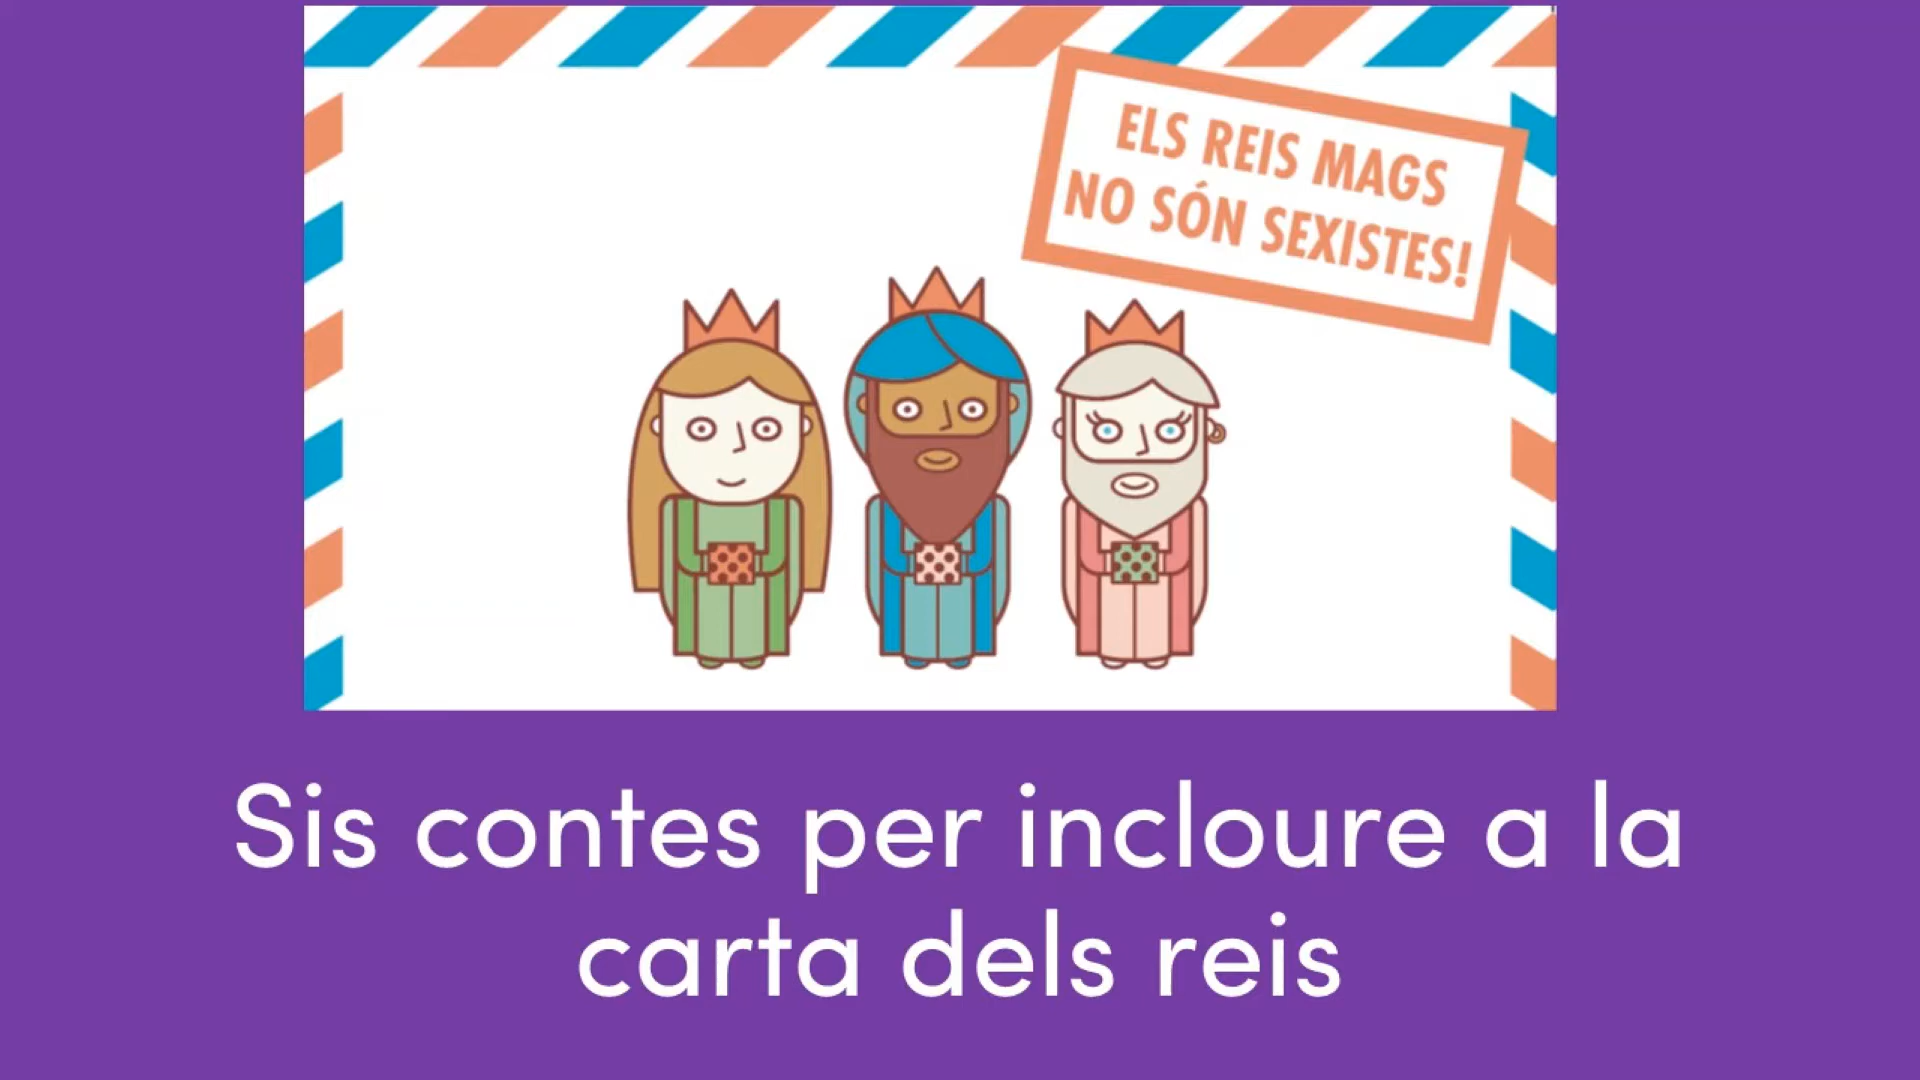 ELS REIS MAGS
NO SÓN SEXISTES!
Sis contes per incloure a la
carta dels reis